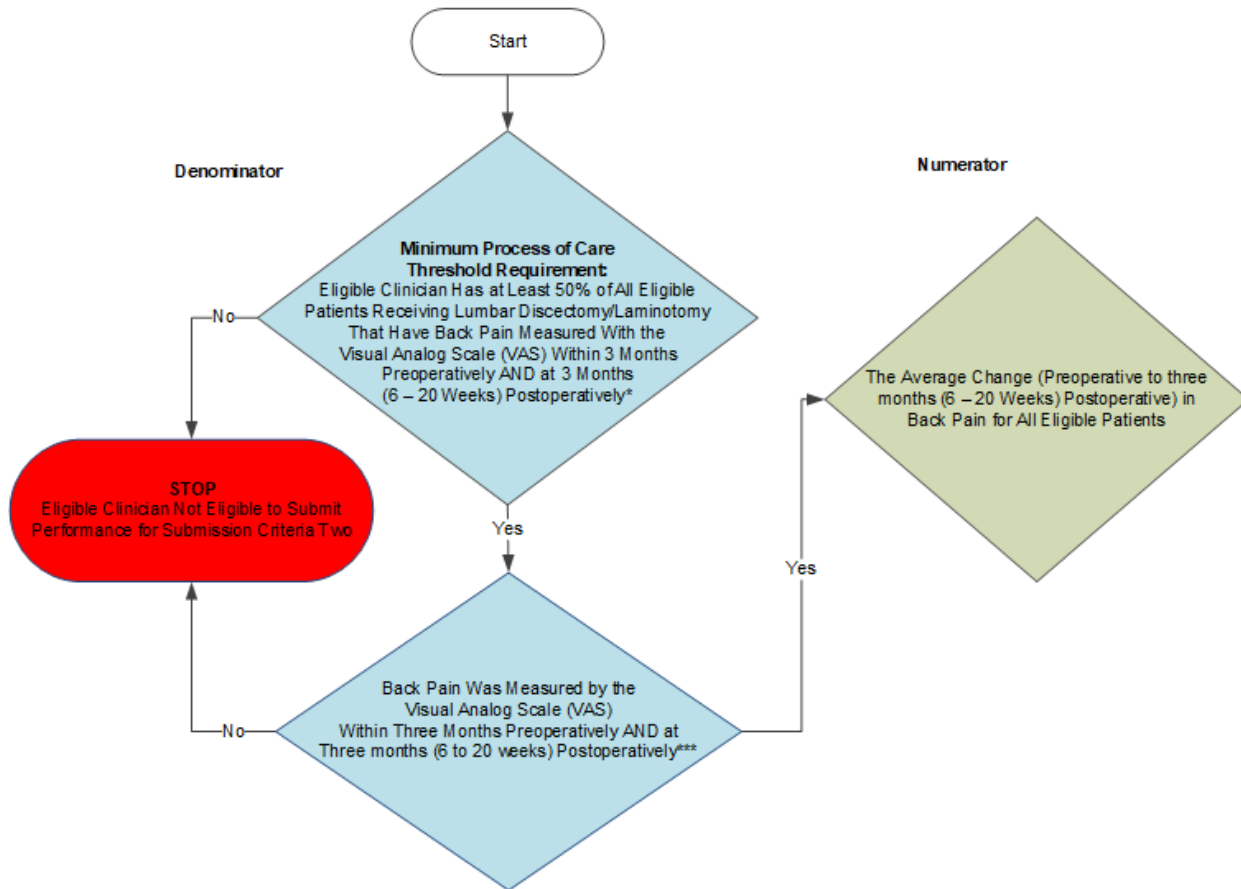 Start
Denominator
Numerator
Minimum Process of Care
Threshold Requirement:
Eligible Clinician Has at Least 50% of All Eligible
Patients Receiving Lumbar Discectomy/Laminotomy
That Have Back Pain Measured With the
Visual Analog Scale (VAS) Within 3 Months
Preoperatively AND at 3 Months
(6 – 20 Weeks) Postoperatively*
No
The Average Change (Preoperative to three
months (6 – 20 Weeks) Postoperative) in
Back Pain for All Eligible Patients
STOP
Eligible Clinician Not Eligible to Submit
Performance for Submission Criteria Two
Yes
Yes
Back Pain Was Measured by the
Visual Analog Scale (VAS)
Within Three Months Preoperatively AND at
Three months (6 to 20 weeks) Postoperatively***
No